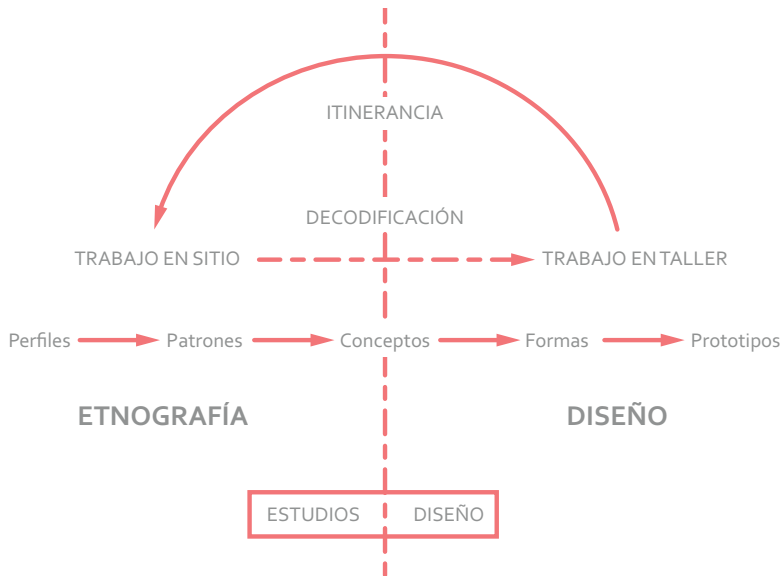 ITINERANCIA
DECODIFICACIÓN
TRABAJO EN SITIO TRABAJO EN TALLER
Perfiles Patrones Conceptos Formas Prototipos
ETNOGRAFÍA DISEÑO
ESTUDIOS DISEÑO